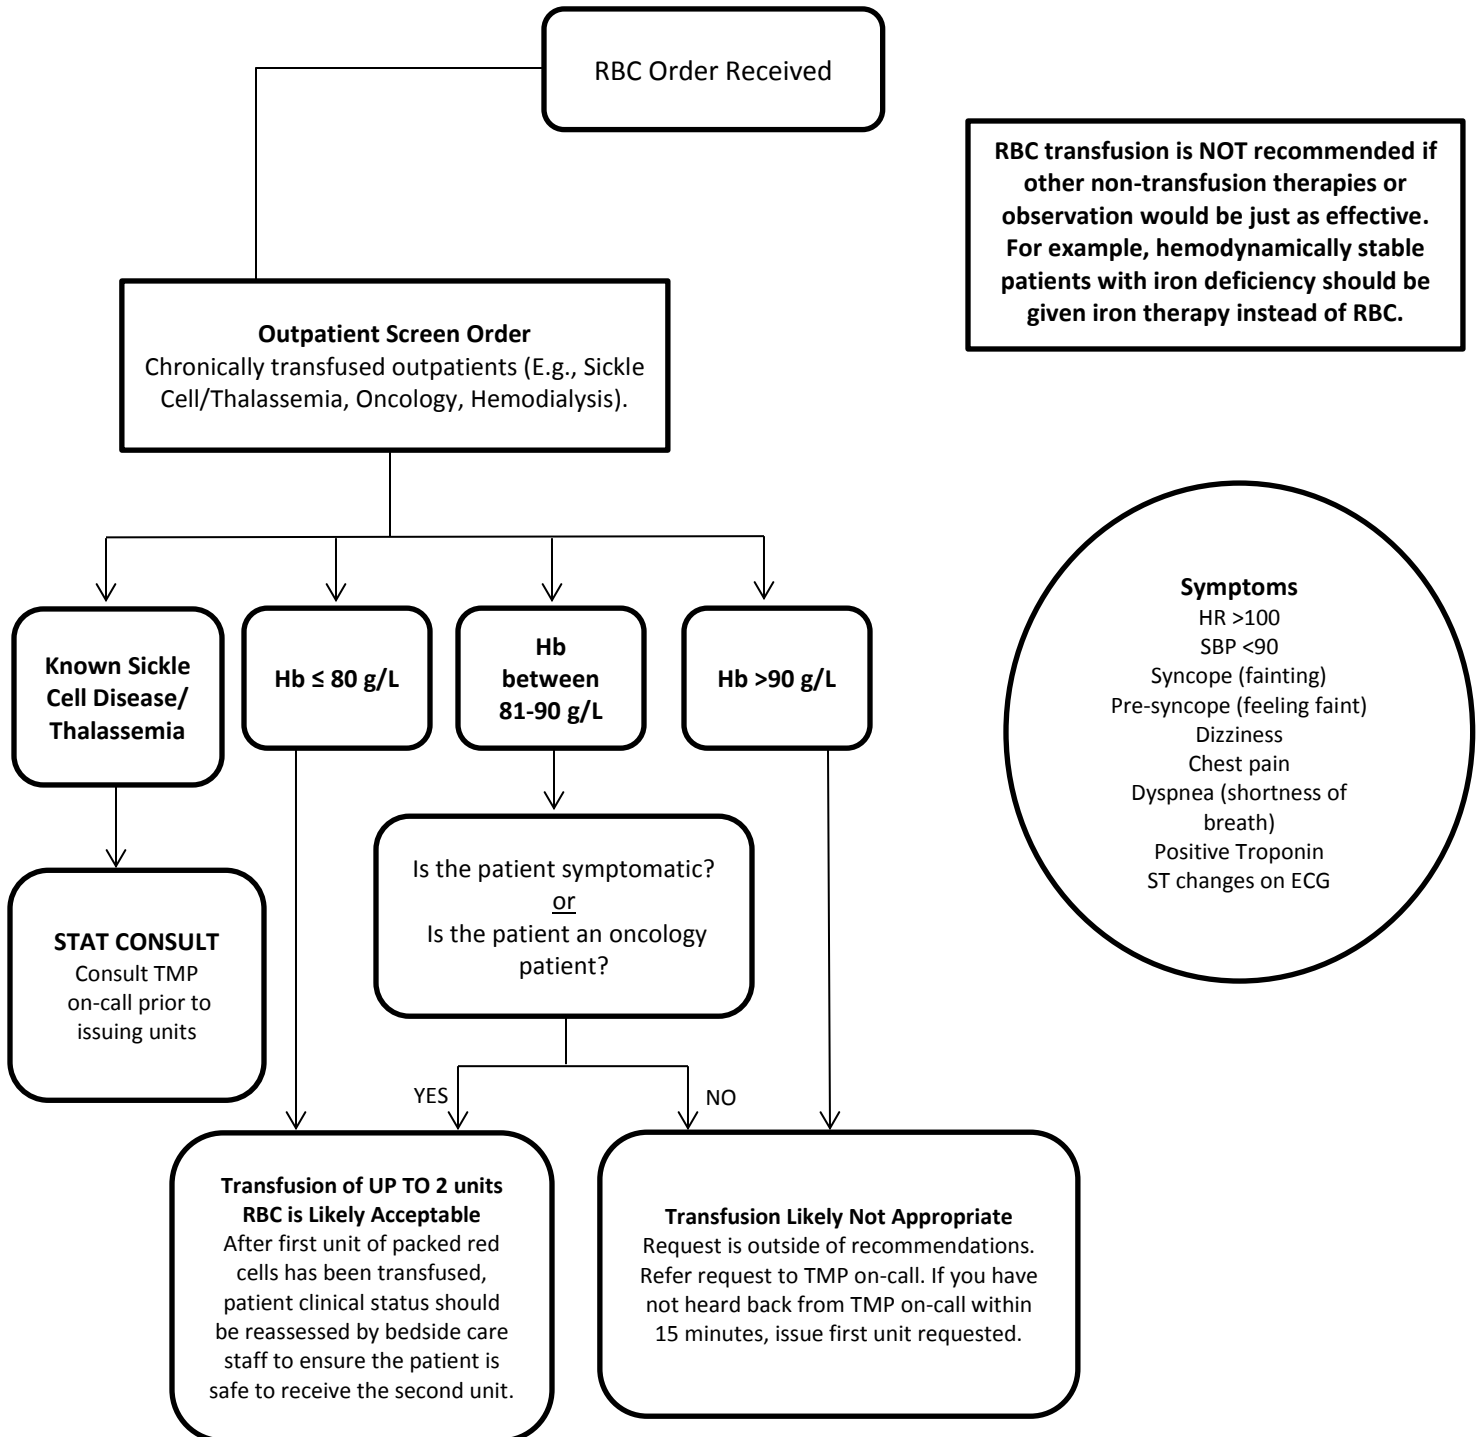 RBC Order Received
RBC transfusion is NOT recommended if
other non-transfusion therapies or
observation would be just as effective.
For example, hemodynamically stable
patients with iron deficiency should be
given iron therapy instead of RBC.
Outpatient Screen Order
Chronically transfused outpatients (E.g., Sickle
Cell/Thalassemia, Oncology, Hemodialysis).
Known Sickle
Cell Disease/
Thalassemia
Hb ≤ 80 g/L
Hb
between
81-90 g/L
Hb >90 g/L
Symptoms
HR >100
SBP <90
Syncope (fainting)
Pre-syncope (feeling faint)
Dizziness
Chest pain
Dyspnea (shortness of
breath)
Positive Troponin
ST changes on ECG
STAT CONSULT
Consult TMP
on-call prior to
issuing units
Is the patient symptomatic?
or
Is the patient an oncology
patient?
YES
NO
Transfusion of UP TO 2 units
RBC is Likely Acceptable
After first unit of packed red
cells has been transfused,
patient clinical status should
be reassessed by bedside care
staff to ensure the patient is
safe to receive the second unit.
Transfusion Likely Not Appropriate
Request is outside of recommendations.
Refer request to TMP on-call. If you have
not heard back from TMP on-call within
15 minutes, issue first unit requested.